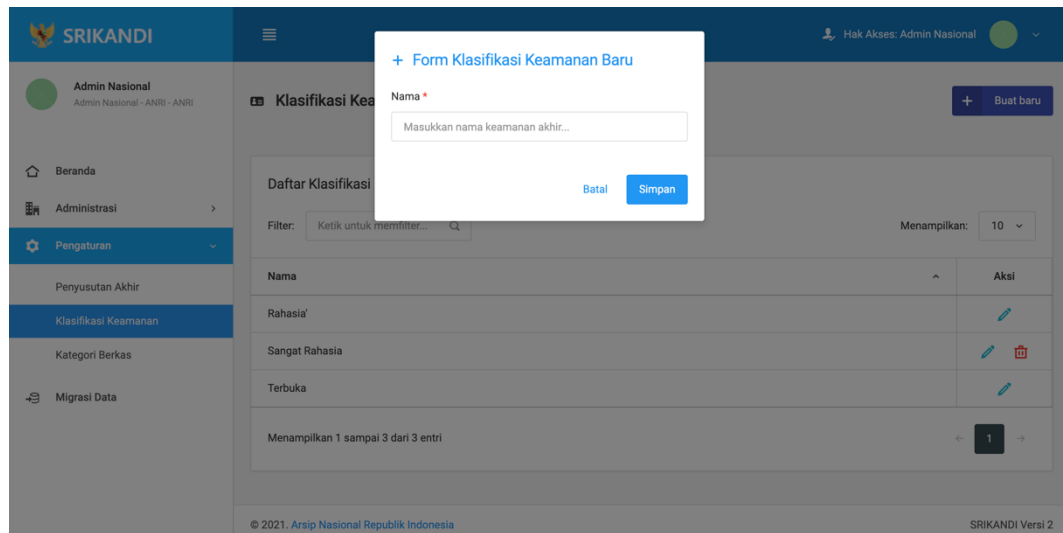 SRIKANDI
Hak Akses: Admin Nasional
Admin Nasional
Admin Nasional - ANRI - ANRI
Beranda
Administrasi
Pengaturan
Penyusutan Akhir
Klasifikasi Keamanan
Kategori Berkas
Migrasi Data
Klasifikasi Kea
+ Buat baru
+ Form Klasifikasi Keamanan Baru
Nama *
Masukkan nama keamanan akhir...
Batal
Simpan
Daftar Klasifikasi
Filter:
Ketik untuk memfilter...
Menampilkan:
10
Nama
Aksi
Rahasia'
Sangat Rahasia
Terbuka
Menampilkan 1 sampai 3 dari 3 entri
← 1 →
© 2021. Arsip Nasional Republik Indonesia
SRIKANDI Versi 2